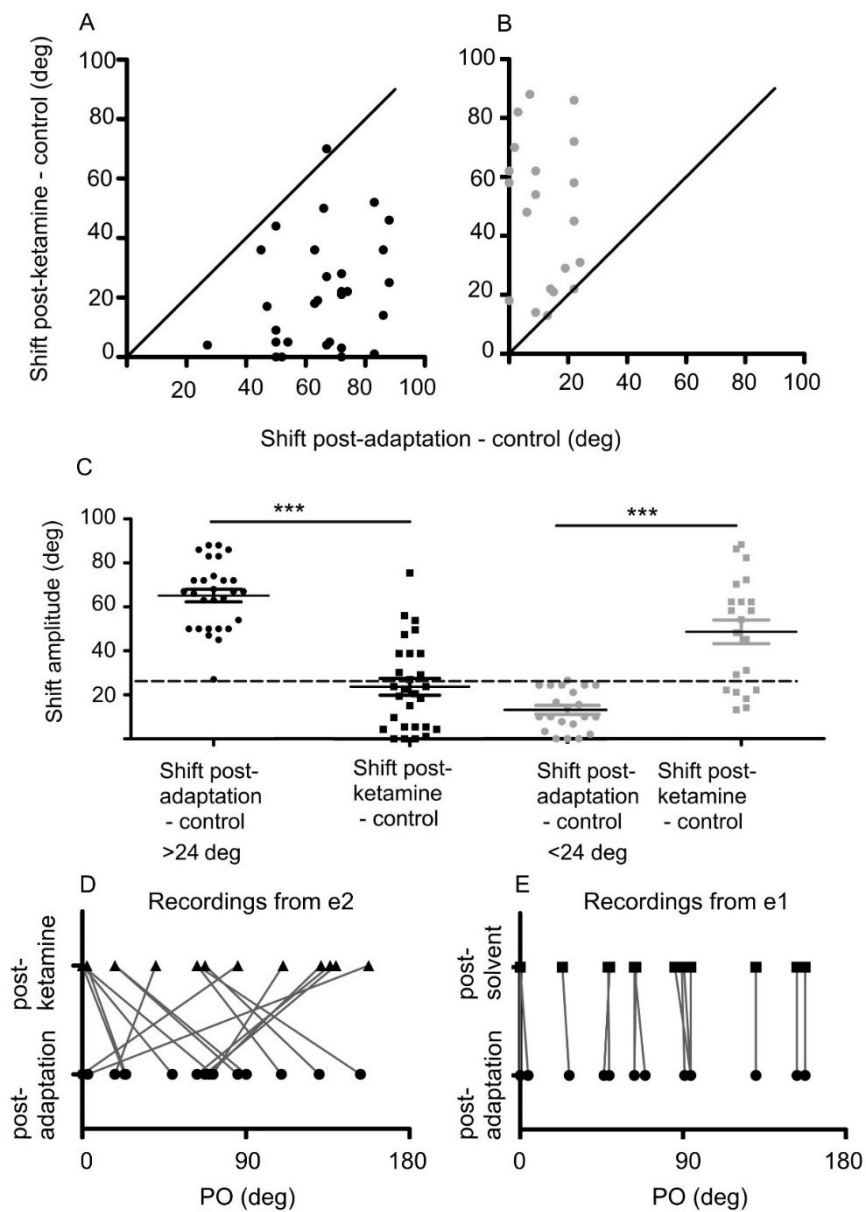 A
B
Shift post-ketamine - control (deg)
100
80
60
40
20
0
20 40 60 80 100
100
80
60
40
20
0
20 40 60 80 100
Shift post-adaptation - control (deg)
C
*** ***
Shift amplitude (deg)
100
80
60
40
20
Shift post-
adaptation
- control
>24 deg
Shift post-
ketamine
- control
Shift post-
adaptation
- control
<24 deg
Shift post-
ketamine
- control
D
Recordings from e2
post-
ketamine
post-
adaptation
0 90 180
PO (deg)
E
Recordings from e1
post-
solvent
post-
adaptation
0 90 180
PO (deg)